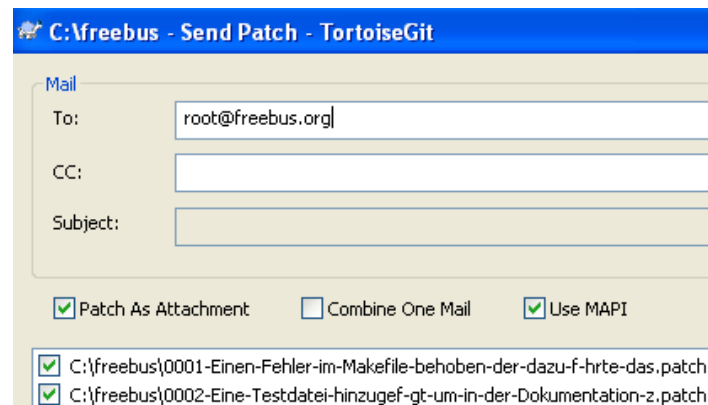 C:\freebus - Send Patch - TortoiseGit
Mail
To: root@freebus.org
CC:
Subject:
Patch As Attachment Combine One Mail Use MAPI
C:\freebus\0001-Einen-Fehler-im-Makefile-behoben-der-dazu-f-hrte-das.patch
C:\freebus\0002-Eine-Testdatei-hinzugef-gt-um-in-der-Dokumentation-z.patch